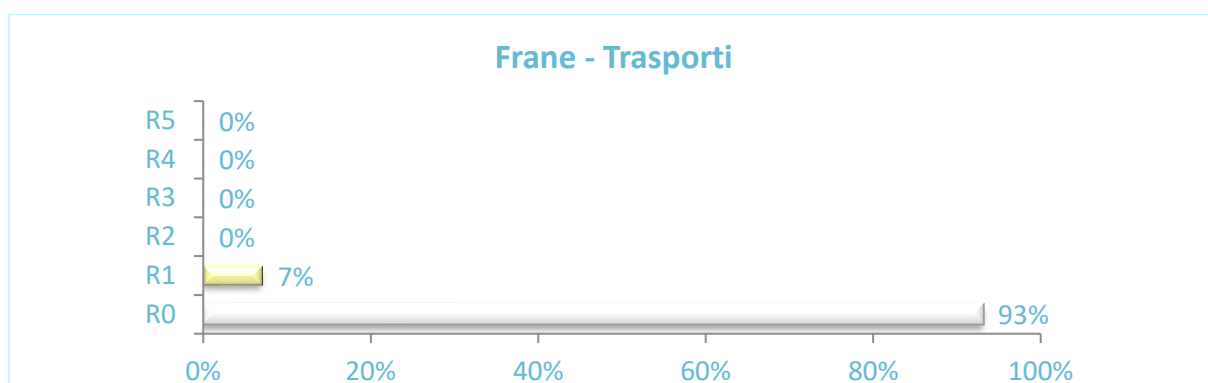 Frane - Trasporti
R5 0%
R4 0%
R3 0%
R2 0%
R1 7%
R0 93%
0% 20% 40% 60% 80% 100%